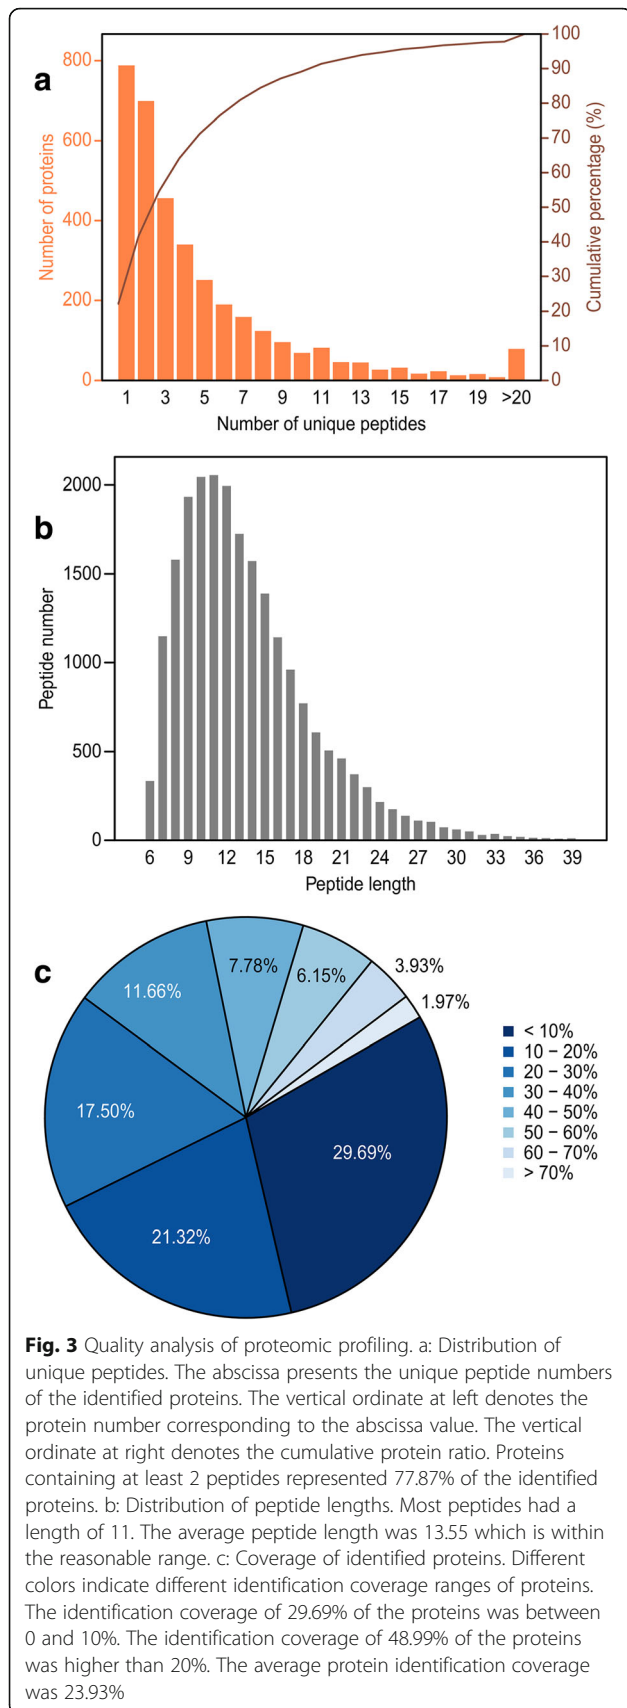 a
Number of proteins
800
600
400
200
0
100
90
80
70
60
50
40
30
20
10
0
Cumulative percentage (%)
1 3 5 7 9 11 13 15 17 19 >20
Number of unique peptides
b
Peptide number
2000
1500
1000
500
0
6 9 12 15 18 21 24 27 30 33 36 39
Peptide length
c
7.78%
6.15%
3.93%
1.97%
11.66%
17.50%
29.69%
21.32%
< 10%
10 − 20%
20 − 30%
30 − 40%
40 − 50%
50 − 60%
60 − 70%
> 70%
Fig. 3 Quality analysis of proteomic profiling. a: Distribution of
unique peptides. The abscissa presents the unique peptide numbers
of the identified proteins. The vertical ordinate at left denotes the
protein number corresponding to the abscissa value. The vertical
ordinate at right denotes the cumulative protein ratio. Proteins
containing at least 2 peptides represented 77.87% of the identified
proteins. b: Distribution of peptide lengths. Most peptides had a
length of 11. The average peptide length was 13.55 which is within
the reasonable range. c: Coverage of identified proteins. Different
colors indicate different identification coverage ranges of proteins.
The identification coverage of 29.69% of the proteins was between
0 and 10%. The identification coverage of 48.99% of the proteins
was higher than 20%. The average protein identification coverage
was 23.93%